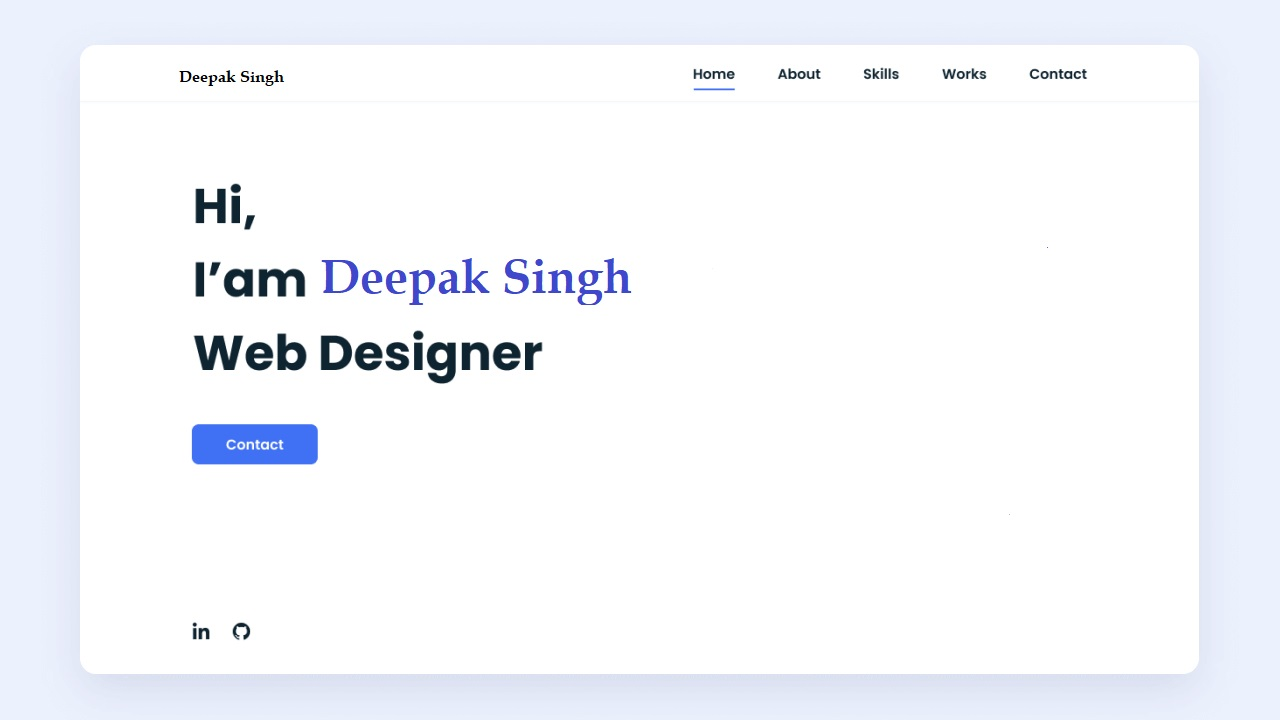 Deepak Singh
Home About Skills Works Contact
Hi,
I’am Deepak Singh
Web Designer
Contact
in